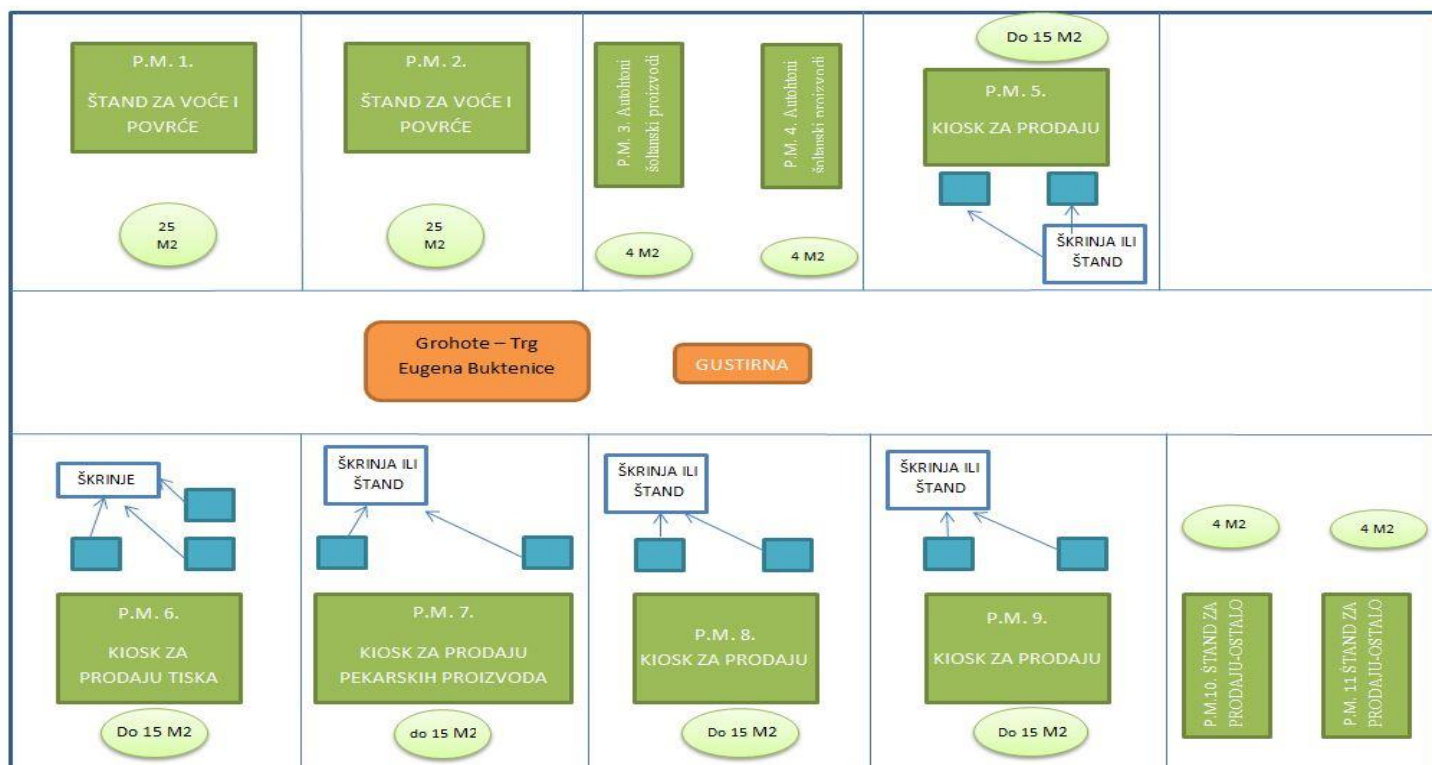 P.M. 1.
ŠTAND ZA VOĆE I
POVRĆE
25
M2
P.M. 2.
ŠTAND ZA VOĆE I
POVRĆE
25
M2
P.M. 3. Autohtoni
šoltanski proizvodi
4 M2
P.M. 4. Autohtoni
šoltanski proizvodi
4 M2
Do 15 M2
P.M. 5.
KIOSK ZA PRODAJU
ŠKRINJA ILI
ŠTAND
Grohote – Trg
Eugena Buktenice
GUSTIRNA
ŠKRINJE
P.M. 6.
KIOSK ZA
PRODAJU TISKA
Do 15 M2
ŠKRINJA ILI
ŠTAND
P.M. 7.
KIOSK ZA PRODAJU
PEKARSKIH PROIZVODA
do 15 M2
ŠKRINJA ILI
ŠTAND
P.M. 8.
KIOSK ZA PRODAJU
Do 15 M2
ŠKRINJA ILI
ŠTAND
P.M. 9.
KIOSK ZA PRODAJU
Do 15 M2
4 M2
P.M.10. ŠTAND ZA
PRODAJU-OSTALO
4 M2
P.M. 11 ŠTAND ZA
PRODAJU-OSTALO